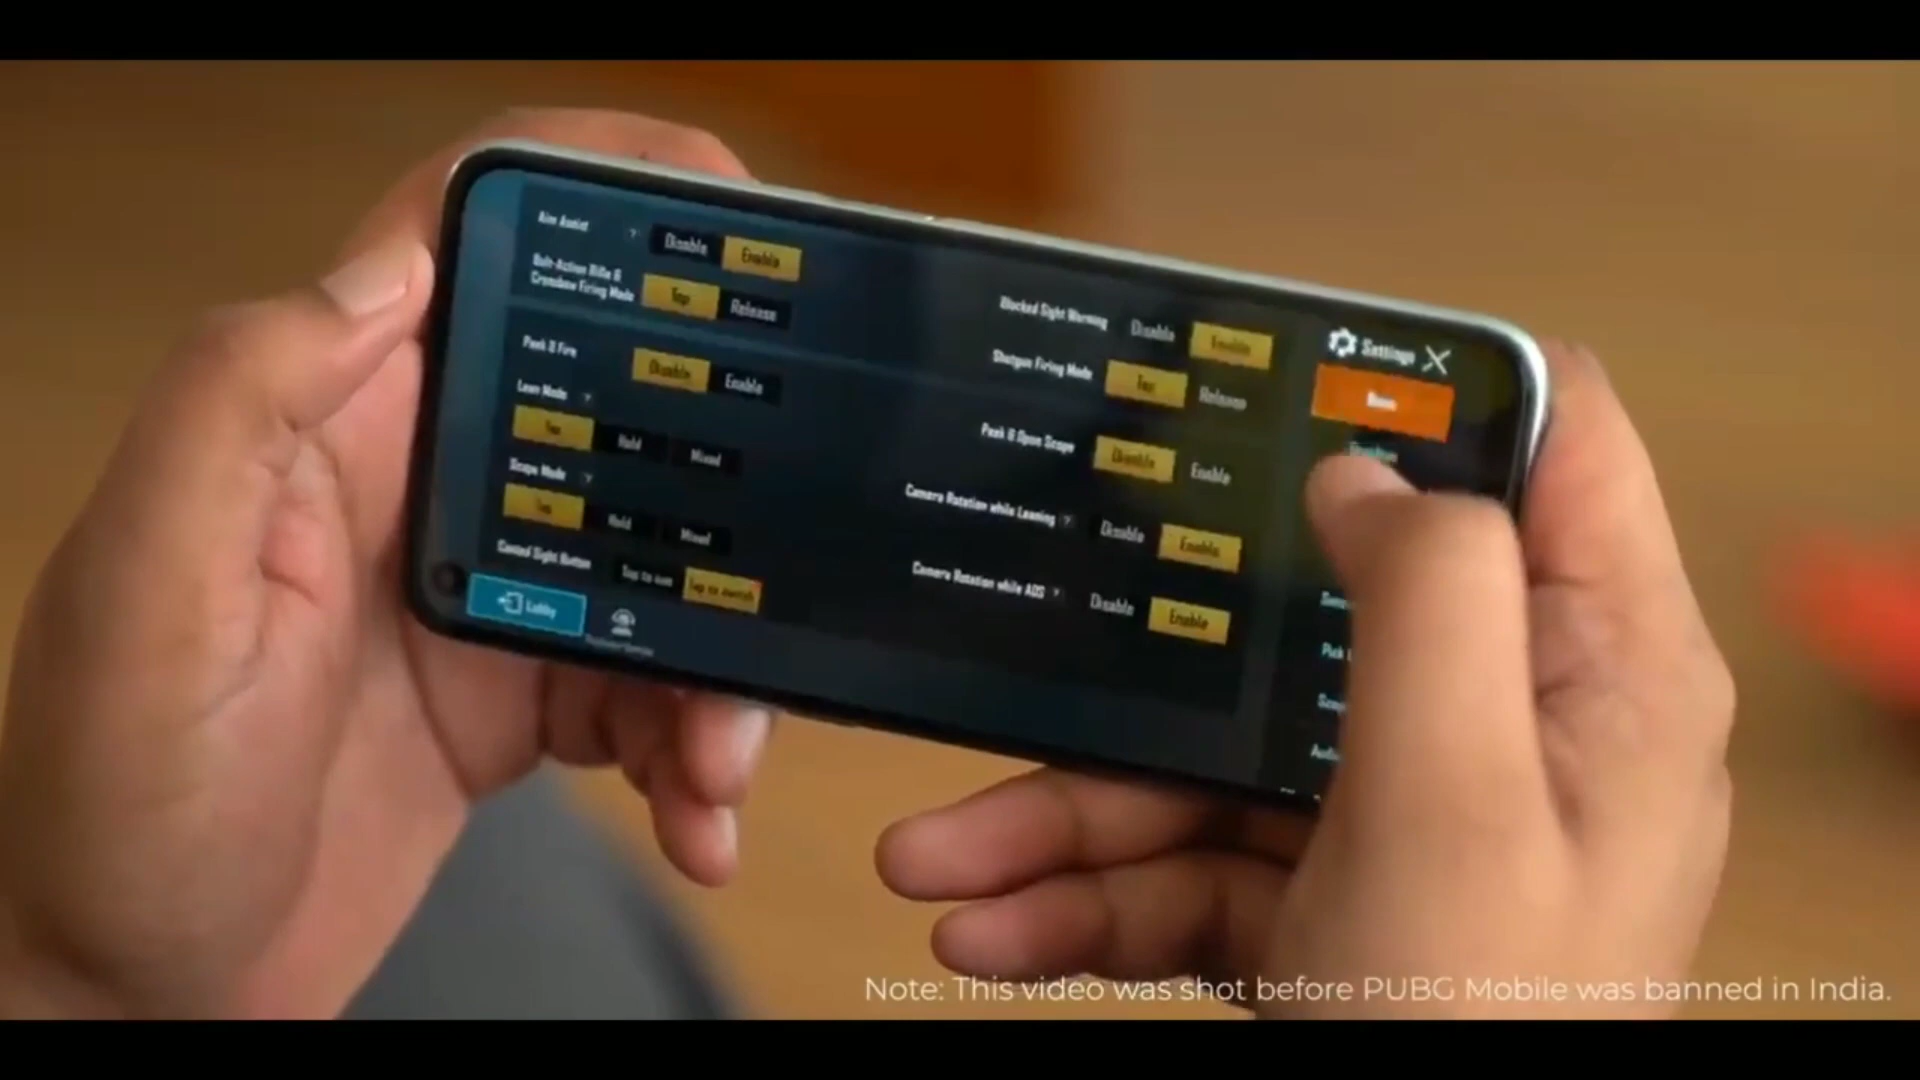 Aim Assist ? Disable Enable
Bolt-Action Rifle &
Crossbow Firing Mode Tap Release
Blocked Sight Warning Disable Enable
Shotgun Firing Mode Tap Release
Peek & Fire Disable Enable
Peek & Open Scope Disable Enable
Lean Mode ?
Tap Hold Mixed
Camera Rotation while Leaning ? Disable Enable
Scope Mode ?
Tap Hold Mixed
Camera Rotation while ADS ? Disable Enable
Canted Sight Button Tap to switch
Lobby
Settings
Note: This video was shot before PUBG Mobile was banned in India.